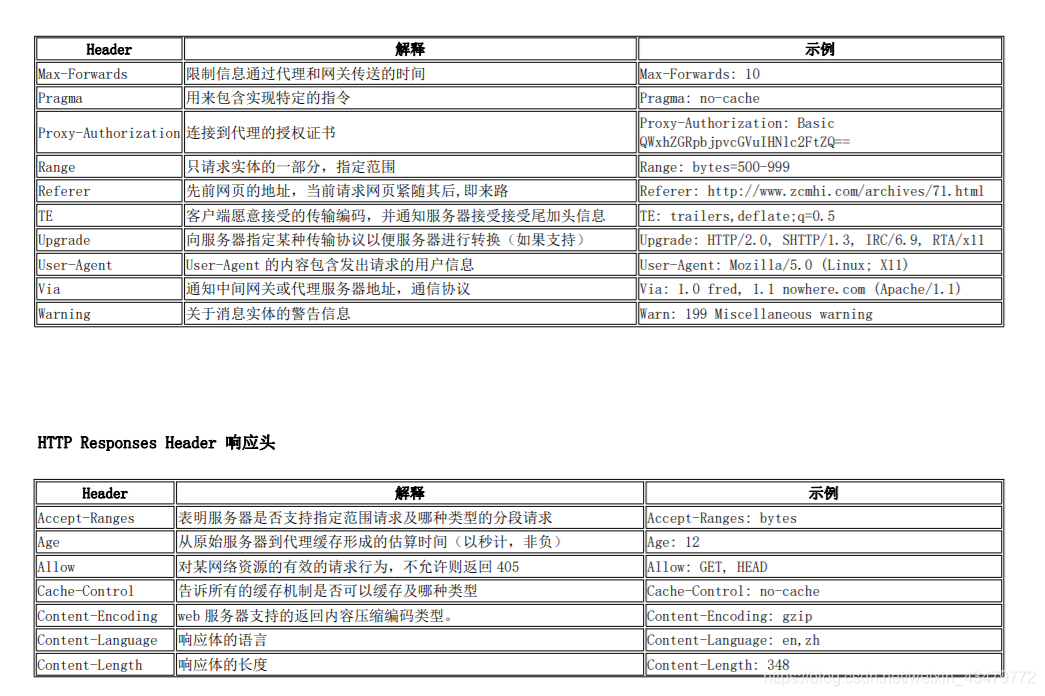 Header 解释 示例
Max-Forwards 限制信息通过代理和网关传送的时间 Max-Forwards: 10
Pragma 用来包含实现特定的指令 Pragma: no-cache
Proxy-Authorization 连接到代理的授权证书 Proxy-Authorization: Basic
QWxhZGRpbjpvcGVuIHNlc2FtZQ==
Range 只请求实体的一部分，指定范围 Range: bytes=500-999
Referer 先前网页的地址，当前请求网页紧随其后,即来路 Referer: http://www.zcmhi.com/archives/71.html
TE 客户端愿意接受的传输编码，并通知服务器接受接受尾加头信息 TE: trailers,deflate;q=0.5
Upgrade 向服务器指定某种传输协议以便服务器进行转换（如果支持） Upgrade: HTTP/2.0, SHTTP/1.3, IRC/6.9, RTA/x11
User-Agent User-Agent 的内容包含发出请求的用户信息 User-Agent: Mozilla/5.0 (Linux; X11)
Via 通知中间网关或代理服务器地址，通信协议 Via: 1.0 fred, 1.1 nowhere.com (Apache/1.1)
Warning 关于消息实体的警告信息 Warn: 199 Miscellaneous warning
HTTP Responses Header 响应头
Header 解释 示例
Accept-Ranges 表明服务器是否支持指定范围请求及哪种类型的分段请求 Accept-Ranges: bytes
Age 从原始服务器到代理缓存形成的估算时间（以秒计，非负） Age: 12
Allow 对某网络资源的有效的请求行为，不允许则返回 405 Allow: GET, HEAD
Cache-Control 告诉所有的缓存机制是否可以缓存及哪种类型 Cache-Control: no-cache
Content-Encoding web 服务器支持的返回内容压缩编码类型。 Content-Encoding: gzip
Content-Language 响应体的语言 Content-Language: en,zh
Content-Length 响应体的长度 Content-Length: 348
https://blog.csdn.net/weixin_43479772